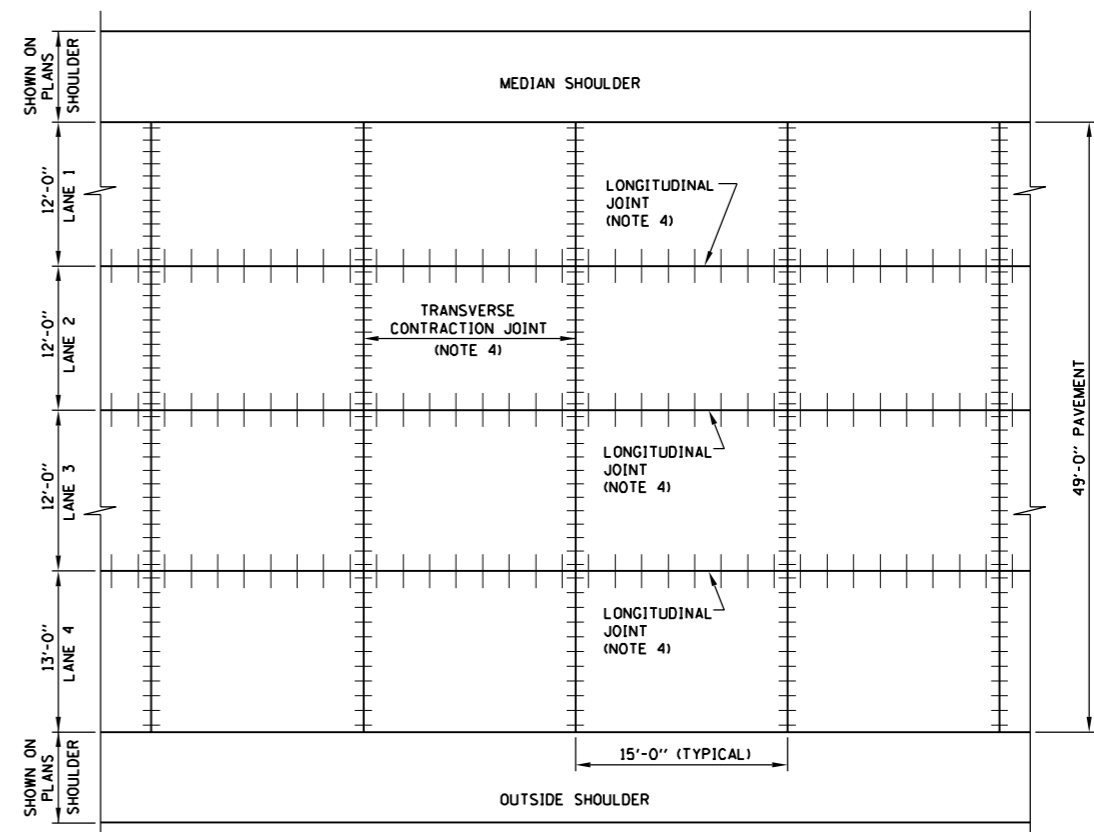 SHOWN ON
PLANS
SHOULDER
MEDIAN SHOULDER
12'-0"
LANE 1
LONGITUDINAL
JOINT
(NOTE 4)
12'-0"
LANE 2
TRANSVERSE
CONTRACTION JOINT
(NOTE 4)
49'-0" PAVEMENT
12'-0"
LANE 3
LONGITUDINAL
JOINT
(NOTE 4)
13'-0"
LANE 4
LONGITUDINAL
JOINT
(NOTE 4)
SHOWN ON
PLANS
SHOULDER
15'-0" (TYPICAL)
OUTSIDE SHOULDER